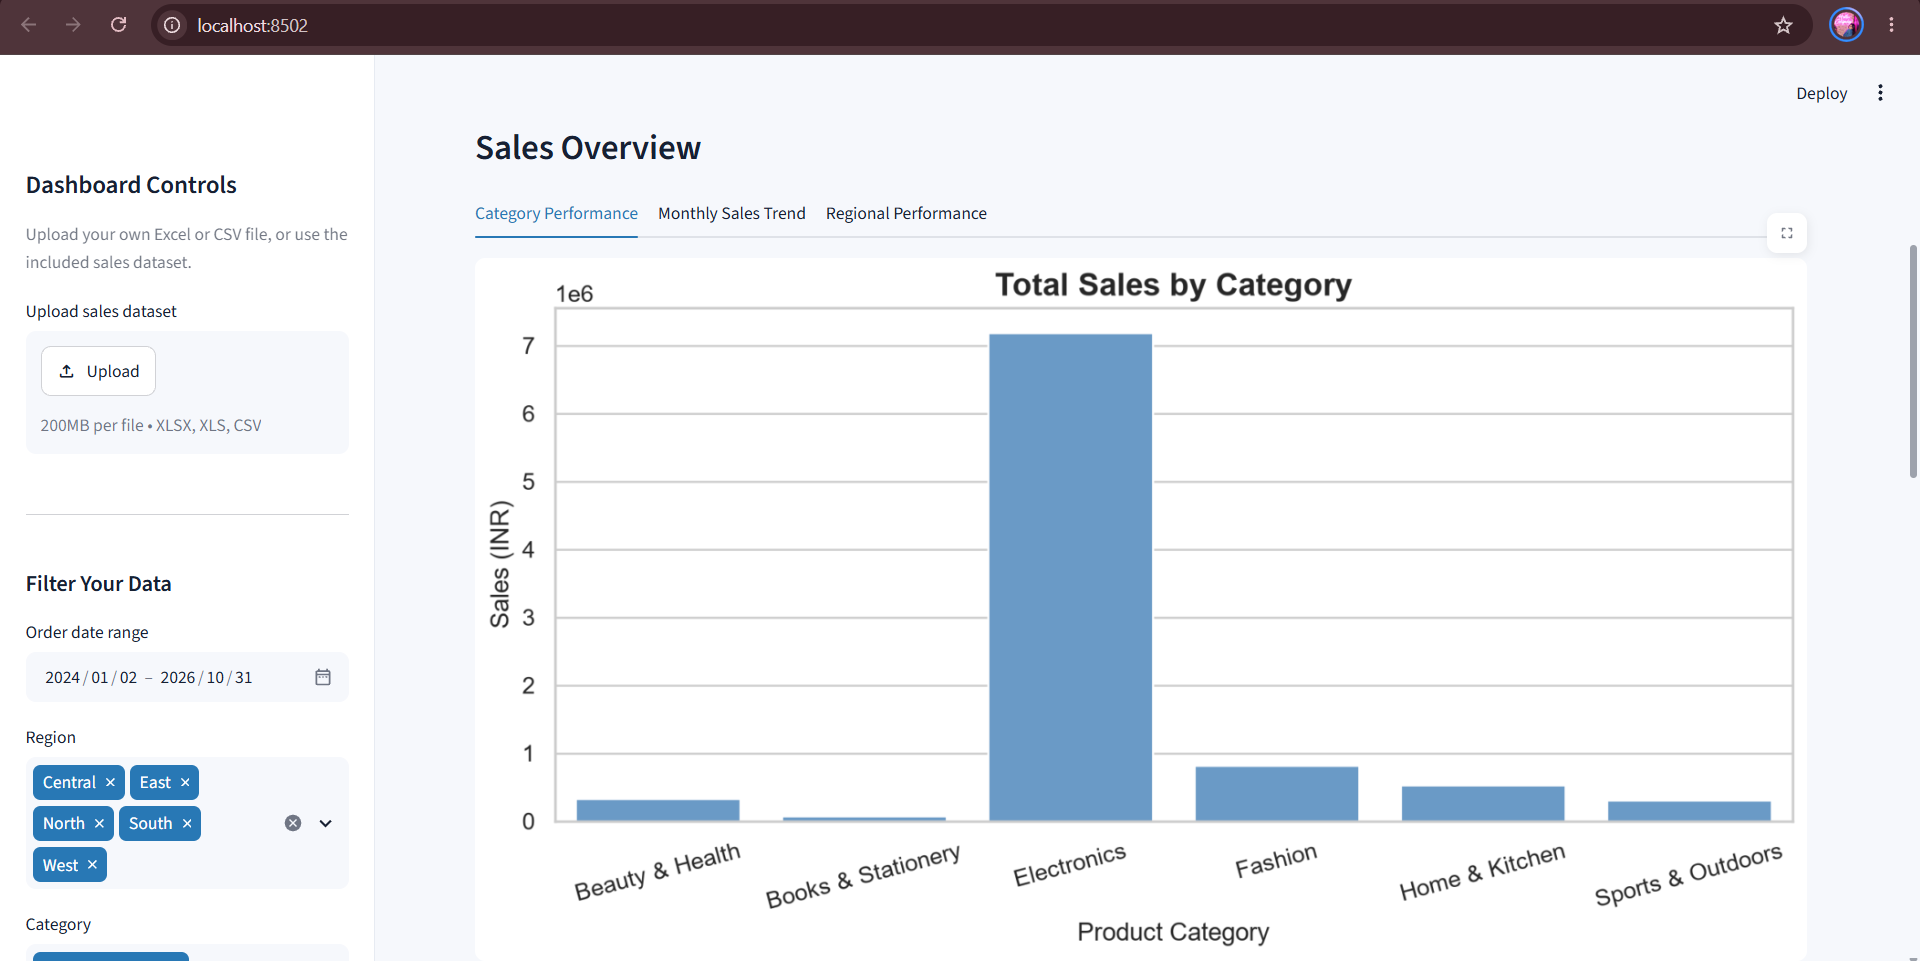 localhost:8502
Deploy
Dashboard Controls
Upload your own Excel or CSV file, or use the
included sales dataset.
Upload sales dataset
Upload
200MB per file • XLSX, XLS, CSV
Filter Your Data
Order date range
2024/01/02 – 2026/10/31
Region
Central × East ×
North × South ×
West ×
Category
Sales Overview
Category Performance Monthly Sales Trend Regional Performance
Total Sales by Category
1e6
7
6
5
4
3
2
1
0
Sales (INR)
Beauty & Health
Books & Stationery
Electronics
Fashion
Home & Kitchen
Sports & Outdoors
Product Category